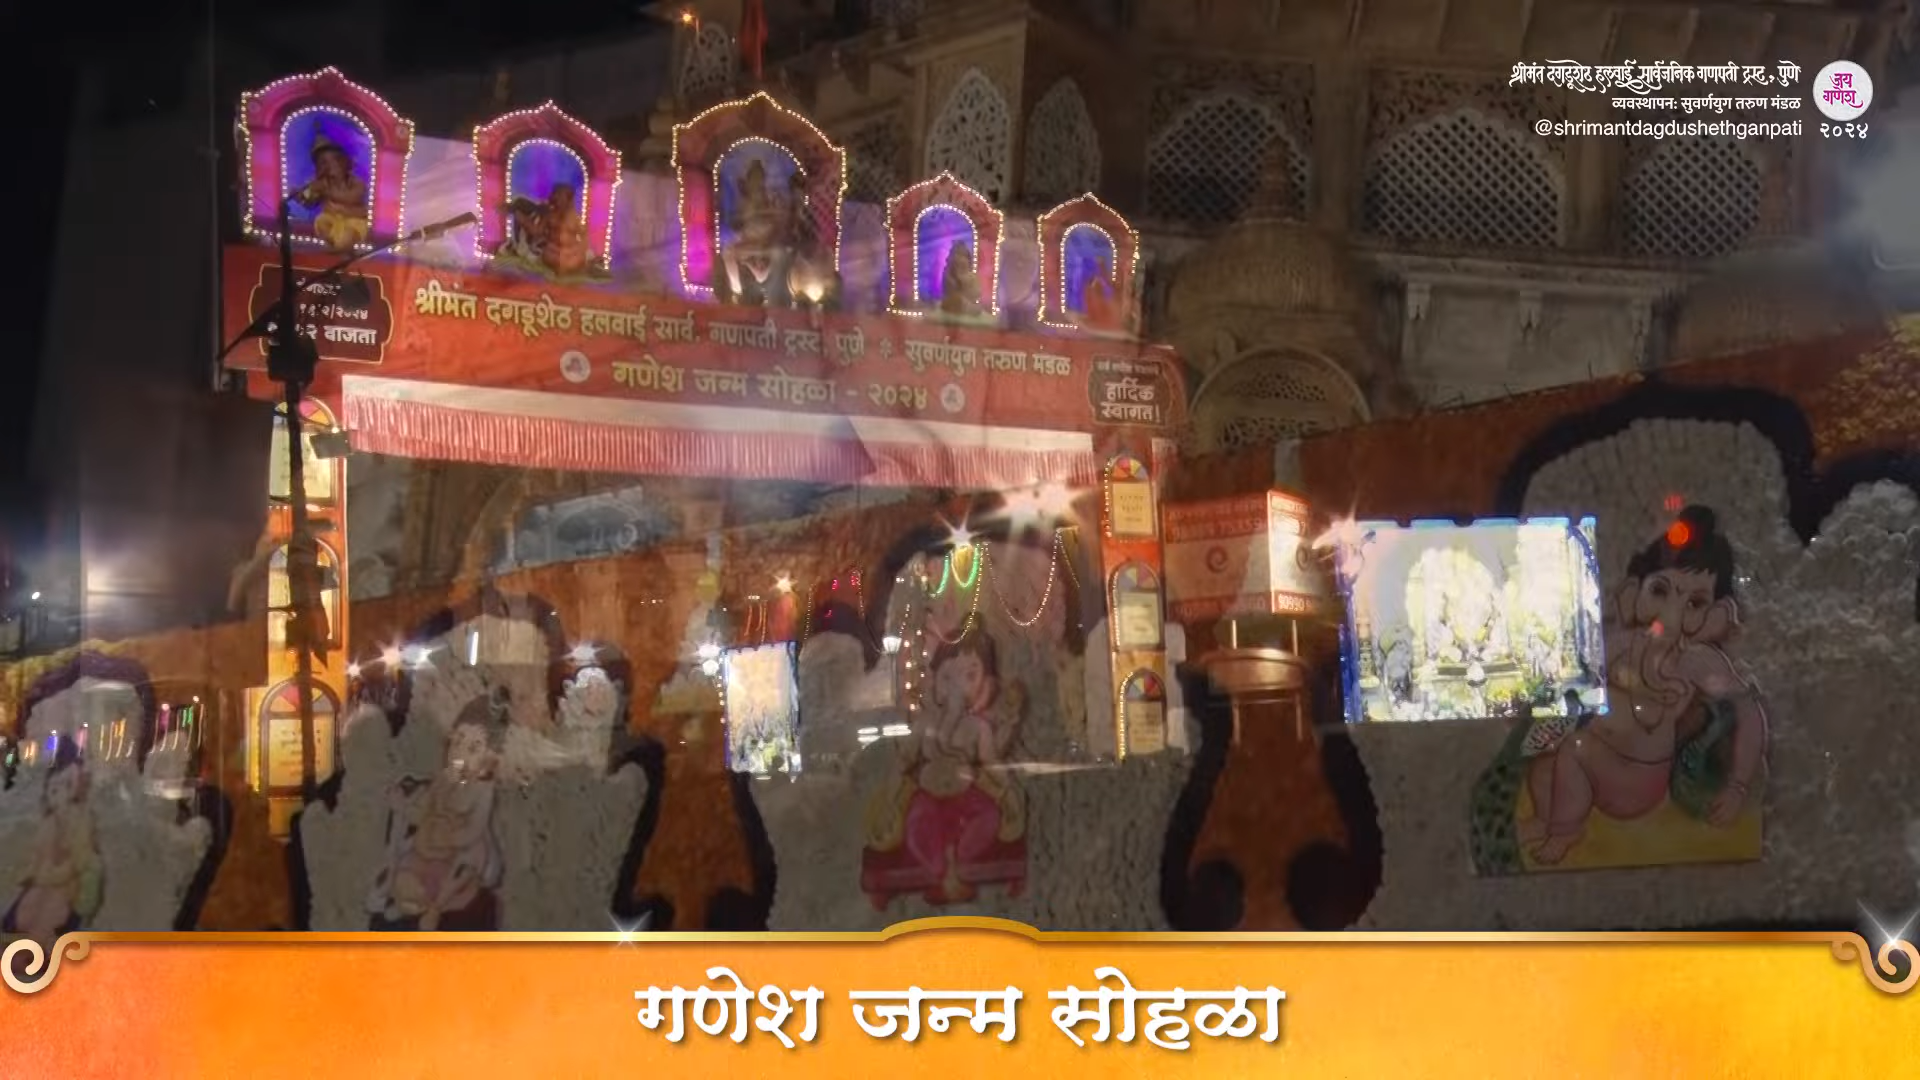 श्रीमंत दगडूशेठ हलवाई सार्वजनिक गणपती ट्रस्ट, पुणे
व्यवस्थापन: सुवर्णयुग तरुण मंडळ
@shrimantdagdushethganpati
जय
गणेश
२०२४
श्रीमंत दगडूशेठ हलवाई सार्व. गणपती ट्रस्ट, पुणे सुवर्णयुग तरुण मंडळ
गणेश जन्म सोहळा - २०२४
वाजता
हार्दिक
स्वागत!
गणेश जन्म सोहळा